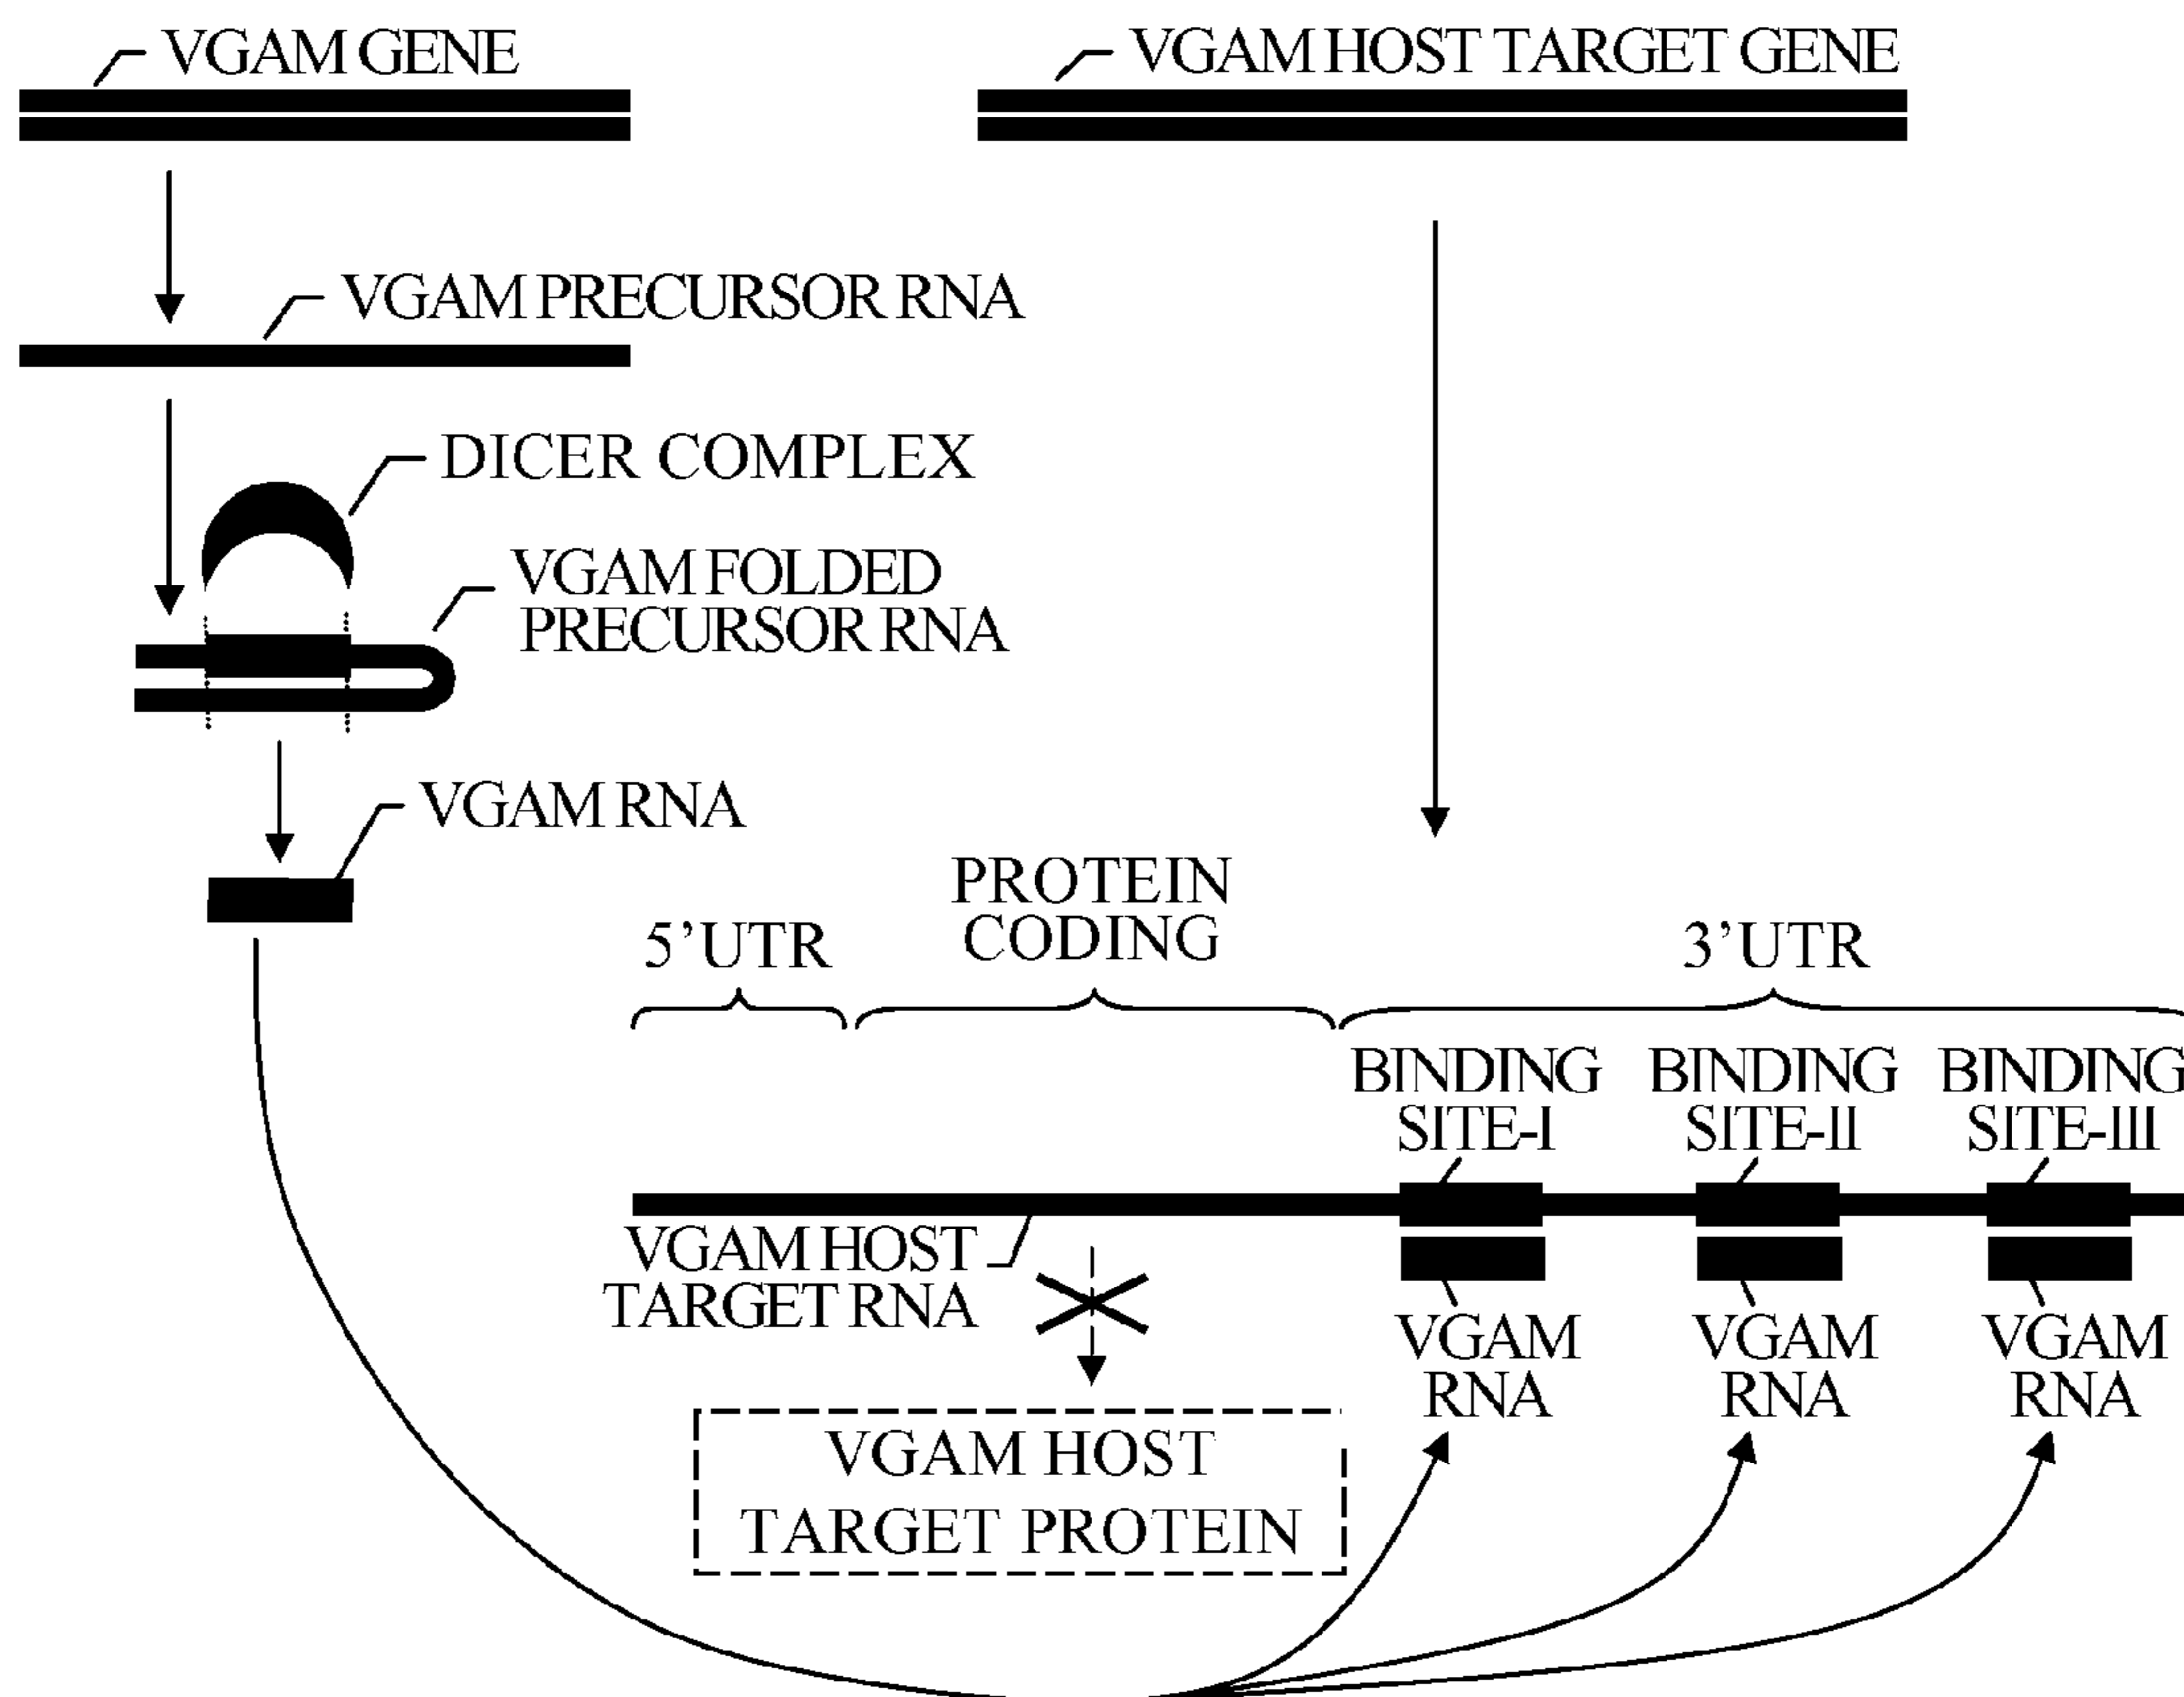 VGAM GENE
VGAM HOST TARGET GENE
VGAM PRECURSOR RNA
DICER COMPLEX
VGAM FOLDED
PRECURSOR RNA
VGAM RNA
PROTEIN
CODING
5'UTR
3'UTR
BINDING
SITE-I
BINDING
SITE-II
BINDING
SITE-III
VGAM HOST
TARGET RNA
VGAM
RNA
VGAM
RNA
VGAM
RNA
VGAM HOST
TARGET PROTEIN